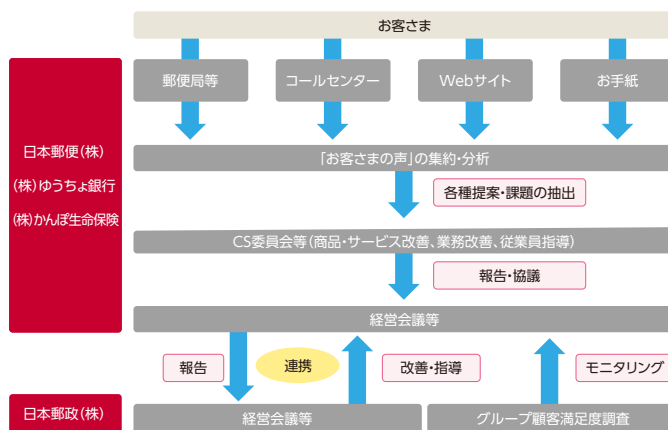 お客さま
郵便局等
コールセンター
Webサイト
お手紙
日本郵便(株)
(株)ゆうちょ銀行
(株)かんぽ生命保険
「お客さまの声」の集約・分析
各種提案・課題の抽出
CS委員会等(商品・サービス改善、業務改善、従業員指導)
報告・協議
経営会議等
報告
連携
改善・指導
モニタリング
日本郵政(株)
経営会議等
グループ顧客満足度調査